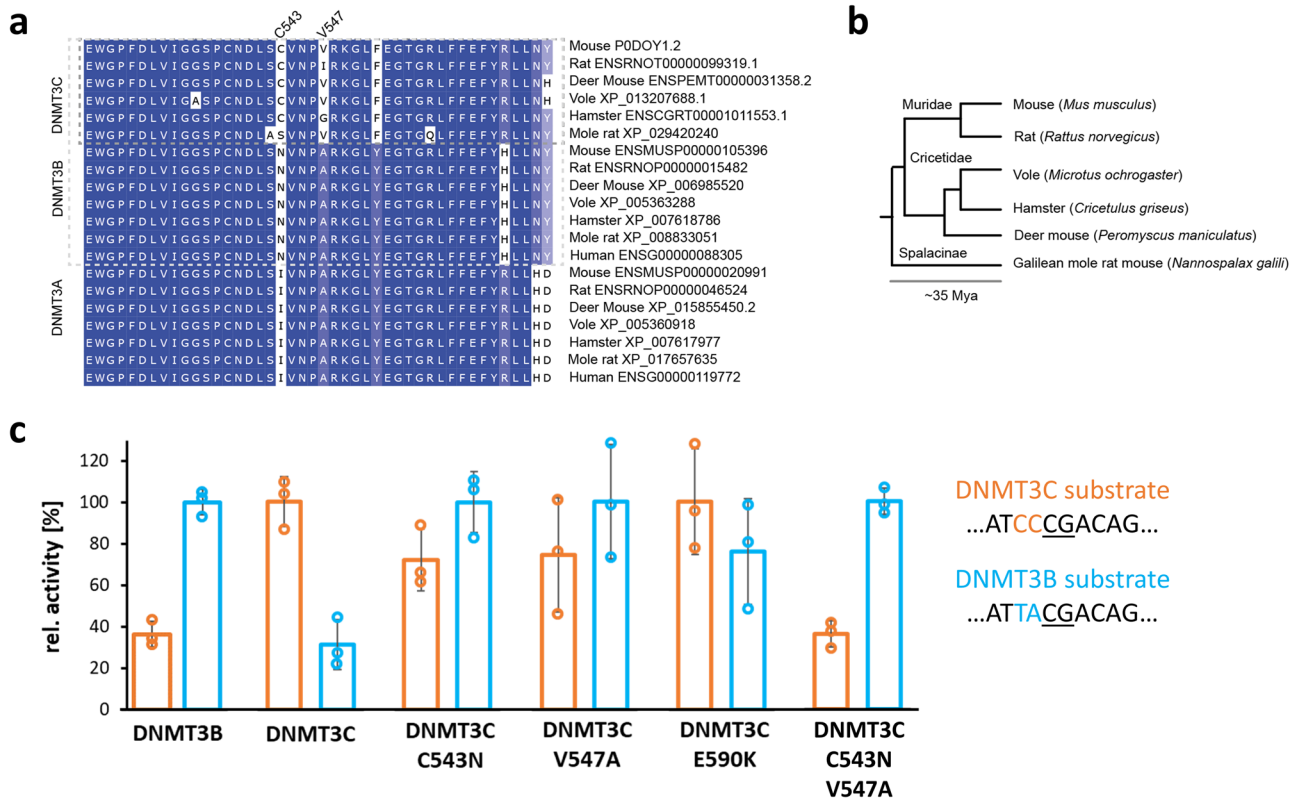 a
C543
V547
DNMT3C
EWGPFDLVIGGSPCNDLSCVNPVRKGLFEGTGRLFFEFYRLLNY Mouse P0DOY1.2
EWGPFDLVIGGSPCNDLSCVNPIRKGLFEGTGRLFFEFYRLLNY Rat ENSRNOT00000099319.1
EWGPFDLVIGGSPCNDLSCVNPVRKGLFEGTGRLFFEFYRLLNH Deer Mouse ENSPEMT00000031358.2
EWGPFDLVIGASPCNDLSCVNPVRKGLFEGTGRLFFEFYRLLNH Vole XP_013207688.1
EWGPFDLVIGGSPCNDLSCVNPGRKGLFEGTGRLFFEFYRLLNY Hamster ENSCGRT00001011553.1
EWGPFDLVIGGSPCNDLASVNPVRKGLFEGTGQLFFEFYRLLNY Mole rat XP_029420240
DNMT3B
EWGPFDLVIGGSPCNDLSNVNPARKGLYEGTGRLFFEFYHLLNY Mouse ENSMUSP00000105396
EWGPFDLVIGGSPCNDLSNVNPARKGLYEGTGRLFFEFYHLLNY Rat ENSRNOP00000015482
EWGPFDLVIGGSPCNDLSNVNPARKGLYEGTGRLFFEFYHLLNY Deer Mouse XP_006985520
EWGPFDLVIGGSPCNDLSNVNPARKGLYEGTGRLFFEFYHLLNY Vole XP_005363288
EWGPFDLVIGGSPCNDLSNVNPARKGLYEGTGRLFFEFYHLLNY Hamster XP_007618786
EWGPFDLVIGGSPCNDLSNVNPARKGLYEGTGRLFFEFYHLLNY Mole rat XP_008833051
EWGPFDLVIGGSPCNDLSNVNPARKGLYEGTGRLFFEFYHLLNY Human ENSG00000088305
DNMT3A
EWGPFDLVIGGSPCNDLSIVNPARKGLYEGTGRLFFEFYRLLHD Mouse ENSMUSP00000020991
EWGPFDLVIGGSPCNDLSIVNPARKGLYEGTGRLFFEFYRLLHD Rat ENSRNOP00000046524
EWGPFDLVIGGSPCNDLSIVNPARKGLYEGTGRLFFEFYRLLHD Deer Mouse XP_015855450.2
EWGPFDLVIGGSPCNDLSIVNPARKGLYEGTGRLFFEFYRLLHD Vole XP_005360918
EWGPFDLVIGGSPCNDLSIVNPARKGLYEGTGRLFFEFYRLLHD Hamster XP_007617977
EWGPFDLVIGGSPCNDLSIVNPARKGLYEGTGRLFFEFYRLLHD Mole rat XP_017657635
EWGPFDLVIGGSPCNDLSIVNPARKGLYEGTGRLFFEFYRLLHD Human ENSG00000119772
b
Muridae
Mouse (Mus musculus)
Rat (Rattus norvegicus)
Cricetidae
Vole (Microtus ochrogaster)
Hamster (Cricetulus griseus)
Deer mouse (Peromyscus maniculatus)
Spalacinae
Galilean mole rat mouse (Nannospalax galili)
~35 Mya
c
rel. activity [%]
120
100
80
60
40
20
0
DNMT3B
DNMT3C
DNMT3C
C543N
DNMT3C
V547A
DNMT3C
E590K
DNMT3C
C543N
V547A
DNMT3C substrate
...ATCCCGACAG...
DNMT3B substrate
...ATTACGACAG...